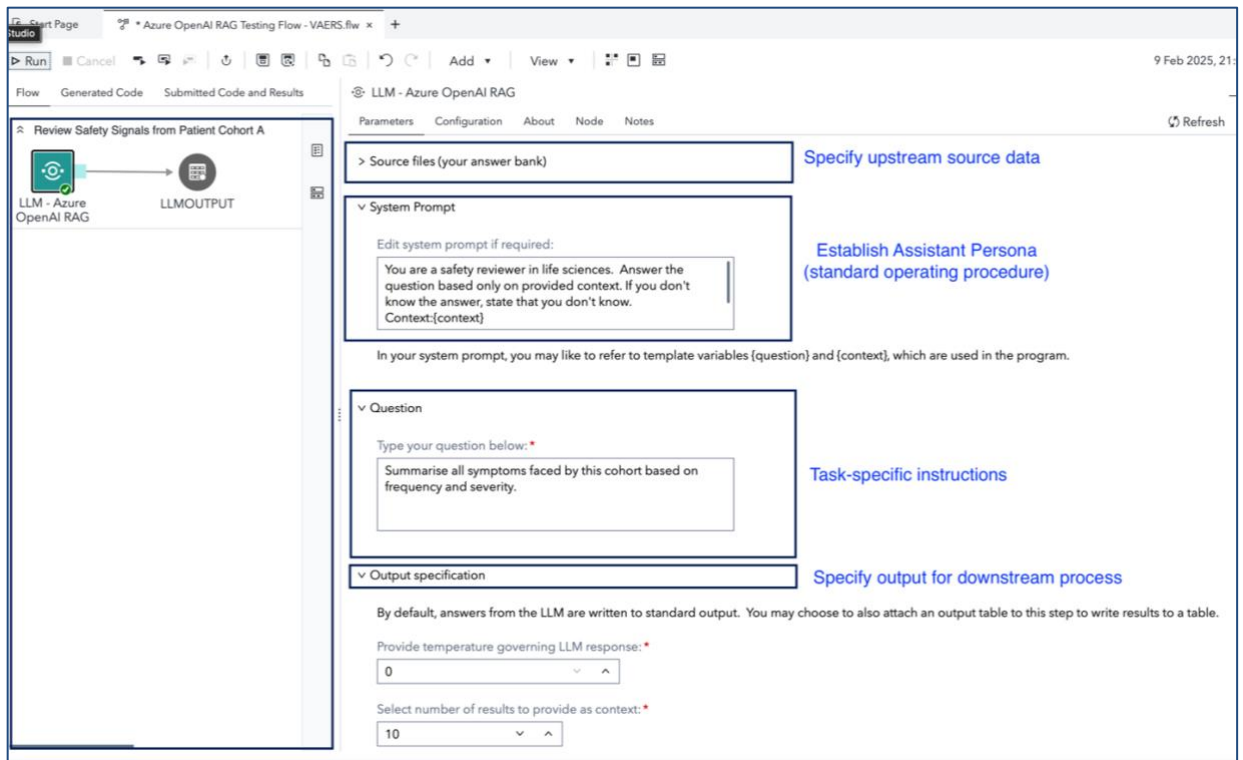 Start Page
* Azure OpenAI RAG Testing Flow - VAERS.flw × +
Studio
Run Cancel Add View 9 Feb 2025, 21:
Flow Generated Code Submitted Code and Results
LLM - Azure OpenAI RAG
Parameters Configuration About Node Notes Refresh
Review Safety Signals from Patient Cohort A
LLM - Azure
OpenAI RAG
LLMOUTPUT
> Source files (your answer bank)
Specify upstream source data
System Prompt
Edit system prompt if required:
You are a safety reviewer in life sciences. Answer the
question based only on provided context. If you don't
know the answer, state that you don't know.
Context:{context}
Establish Assistant Persona
(standard operating procedure)
In your system prompt, you may like to refer to template variables {question} and {context}, which are used in the program.
Question
Type your question below:*
Summarise all symptoms faced by this cohort based on
frequency and severity.
Task-specific instructions
Output specification
Specify output for downstream process
By default, answers from the LLM are written to standard output. You may choose to also attach an output table to this step to write results to a table.
Provide temperature governing LLM response:*
0
Select number of results to provide as context:*
10